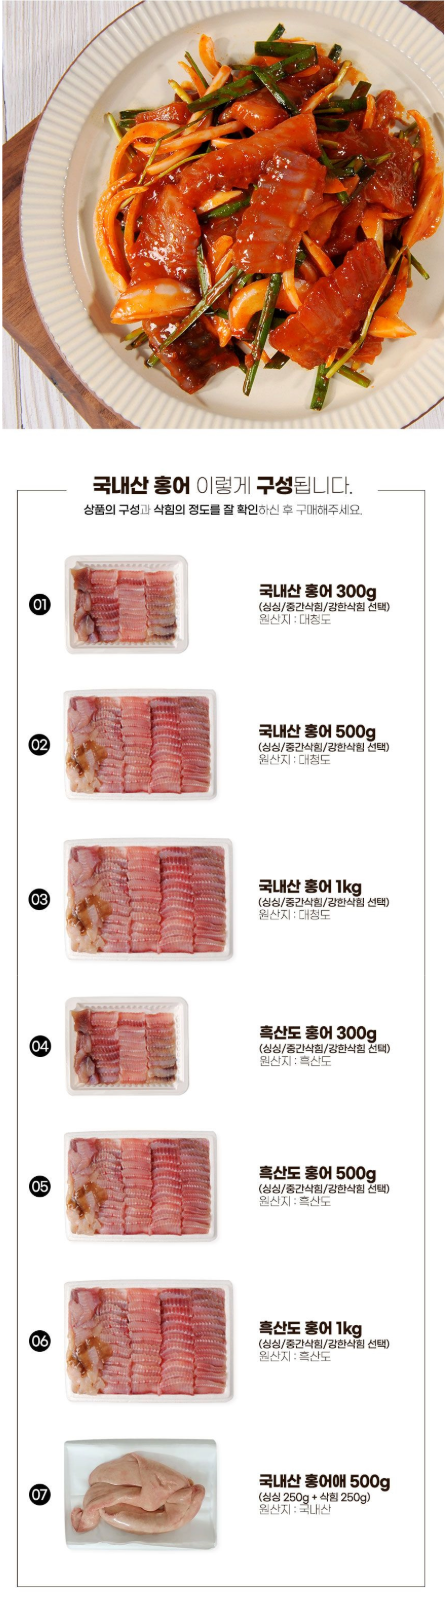 국내산 홍어 이렇게 구성됩니다.
상품의 구성과 삭힘의 정도를 잘 확인하신 후 구매해주세요.
01
국내산 홍어 300g
(싱싱/중간삭힘/강한삭힘 선택)
원산지 : 대청도
02
국내산 홍어 500g
(싱싱/중간삭힘/강한삭힘 선택)
원산지 : 대청도
03
국내산 홍어 1kg
(싱싱/중간삭힘/강한삭힘 선택)
원산지 : 대청도
04
흑산도 홍어 300g
(싱싱/중간삭힘/강한삭힘 선택)
원산지 : 흑산도
05
흑산도 홍어 500g
(싱싱/중간삭힘/강한삭힘 선택)
원산지 : 흑산도
06
흑산도 홍어 1kg
(싱싱/중간삭힘/강한삭힘 선택)
원산지 : 흑산도
07
국내산 홍어애 500g
(싱싱 250g + 삭힘 250g)
원산지 : 국내산